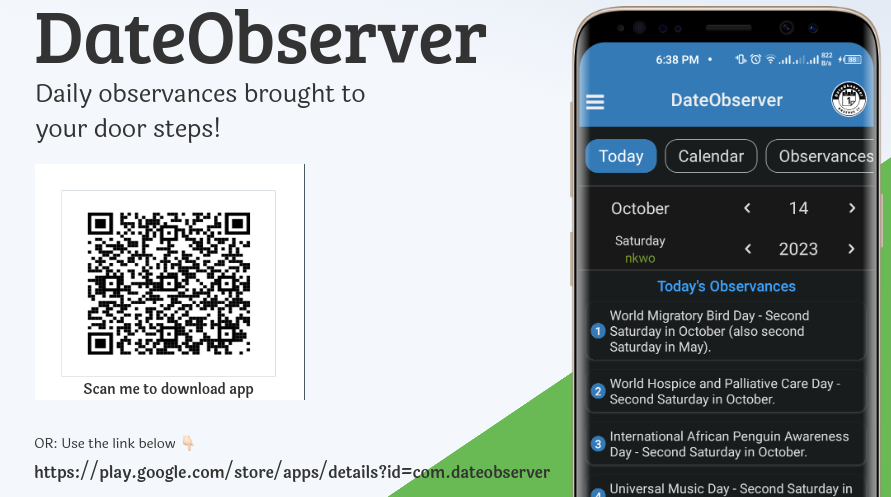 DateObserver
Daily observances brought to
your door steps!
Scan me to download app
OR: Use the link below 👇🏻
https://play.google.com/store/apps/details?id=com.dateobserver
6:38 PM •
822
B/s
88
DateObserver
Today
Calendar
Observances
October
14
Saturday
nkwo
2023
Today's Observances
1
World Migratory Bird Day - Second
Saturday in October (also second
Saturday in May).
2
World Hospice and Palliative Care Day -
Second Saturday in October.
3
International African Penguin Awareness
Day - Second Saturday in October.
4
Universal Music Day - Second Saturday in